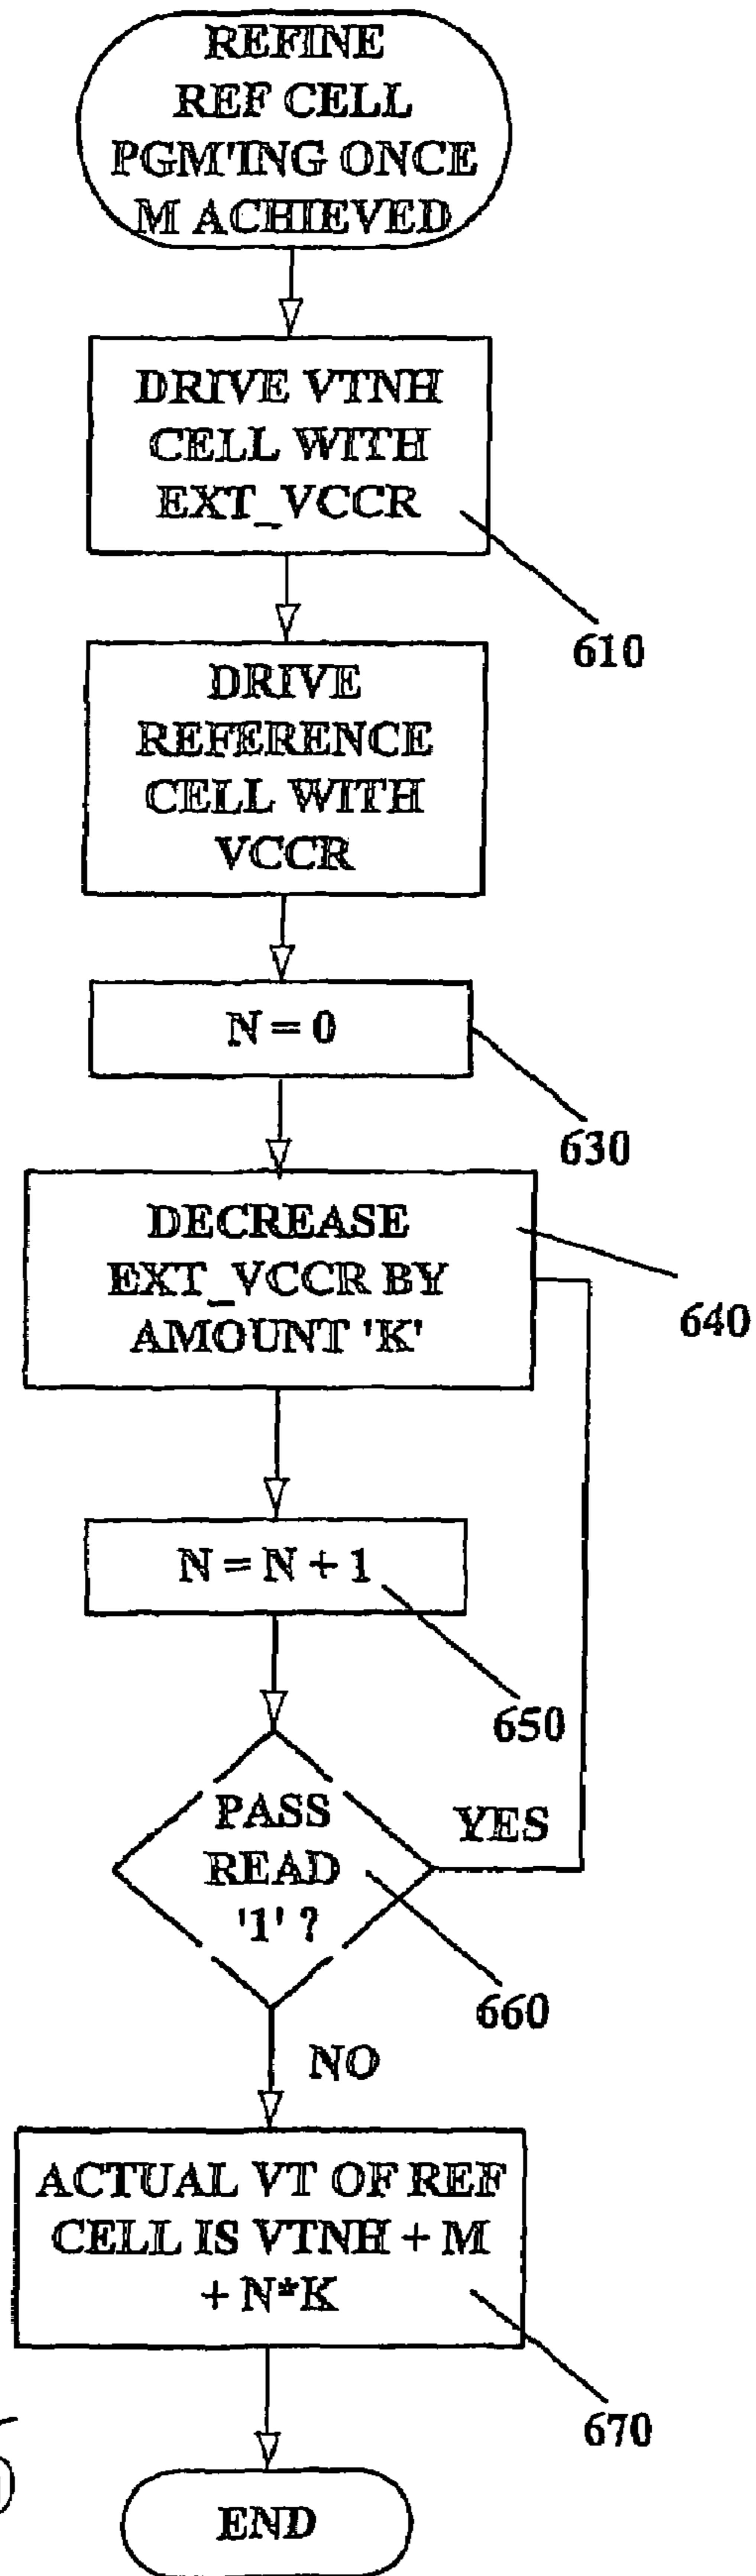 REFINE
REF CELL
PGM'ING ONCE
M ACHIEVED
DRIVE VTNH
CELL WITH
EXT_VCCR
610
DRIVE
REFERENCE
CELL WITH
VCCR
N = 0
630
DECREASE
EXT_VCCR BY
AMOUNT 'K'
640
N = N + 1
650
PASS
READ
'1' ?
YES
660
NO
ACTUAL VT OF REF
CELL IS VTNH + M
+ N*K
670
END